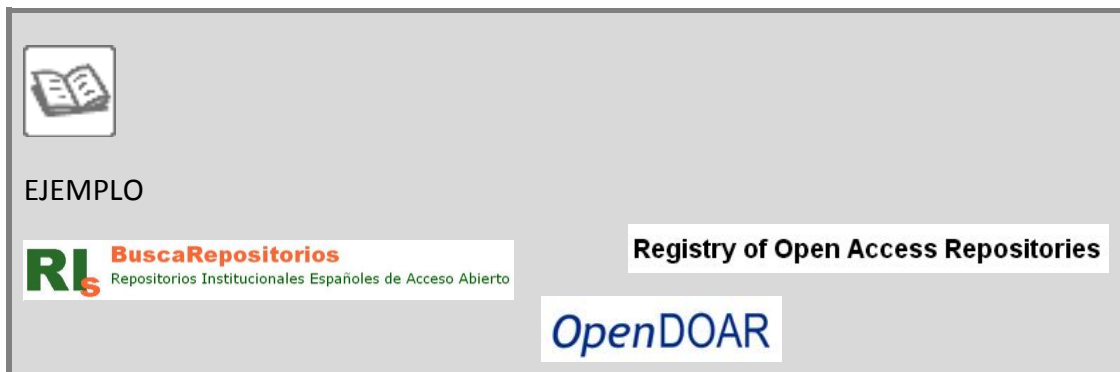 EJEMPLO
RIs
BuscaRepositorios
Repositorios Institucionales Españoles de Acceso Abierto
Registry of Open Access Repositories
OpenDOAR